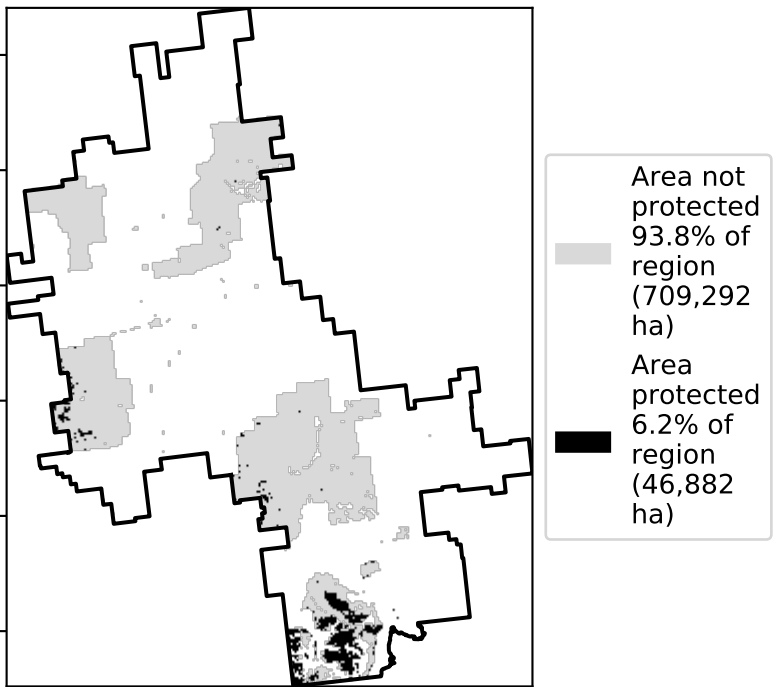 Area not
protected
93.8% of
region
(709,292
ha)
Area
protected
6.2% of
region
(46,882
ha)